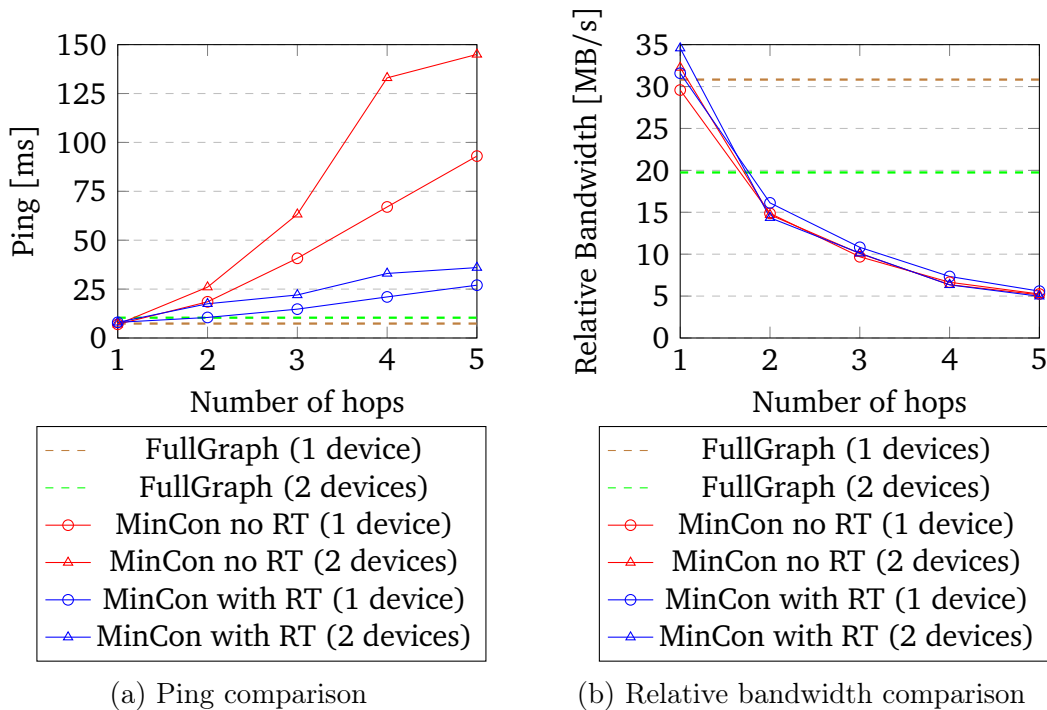 150
125
100
75
50
25
0
Ping [ms]
1 2 3 4 5
Number of hops
FullGraph (1 device)
FullGraph (2 devices)
MinCon no RT (1 device)
MinCon no RT (2 devices)
MinCon with RT (1 device)
MinCon with RT (2 devices)
(a) Ping comparison
35
30
25
20
15
10
5
0
Relative Bandwidth [MB/s]
1 2 3 4 5
Number of hops
FullGraph (1 devices)
FullGraph (2 devices)
MinCon no RT (1 devices)
MinCon no RT (2 devices)
MinCon with RT (1 devices)
MinCon with RT (2 devices)
(b) Relative bandwidth comparison